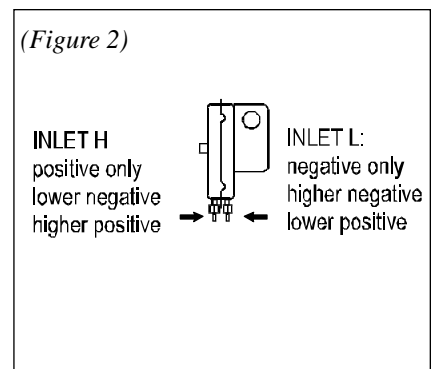 (Figure 2)
INLET H
positive only
lower negative
higher positive
INLET L:
negative only
higher negative
lower positive